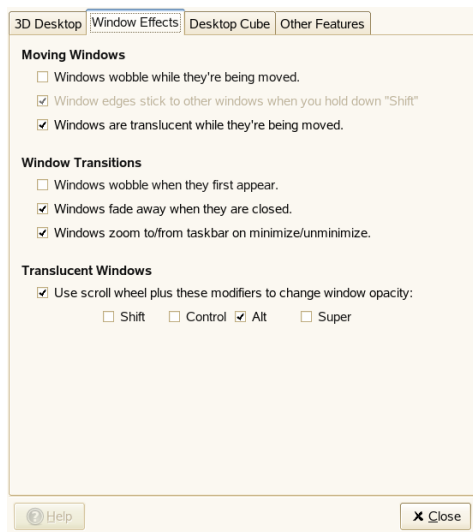 3D Desktop Window Effects Desktop Cube Other Features
Moving Windows
Windows wobble while they're being moved.
Window edges stick to other windows when you hold down "Shift"
Windows are translucent while they're being moved.
Window Transitions
Windows wobble when they first appear.
Windows fade away when they are closed.
Windows zoom to/from taskbar on minimize/unminimize.
Translucent Windows
Use scroll wheel plus these modifiers to change window opacity:
Shift Control Alt Super
Help Close